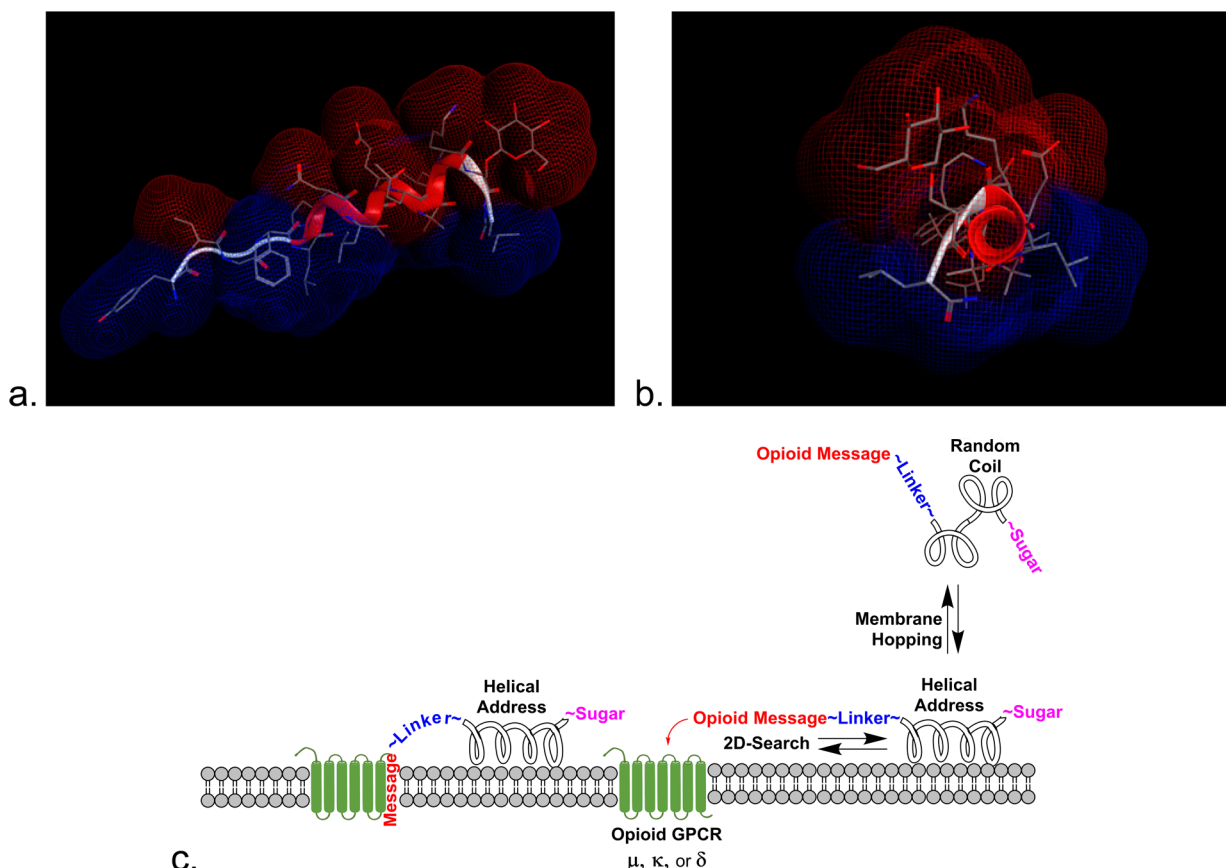 a.
b.
Opioid Message
~Linker~
Random
Coil
~Sugar
Membrane
Hopping
Helical
Address
~Sugar
~Linker~
Message
Opioid Message~Linker~
2D-Search
Helical
Address
~Sugar
Opioid GPCR
μ, κ, or δ
c.